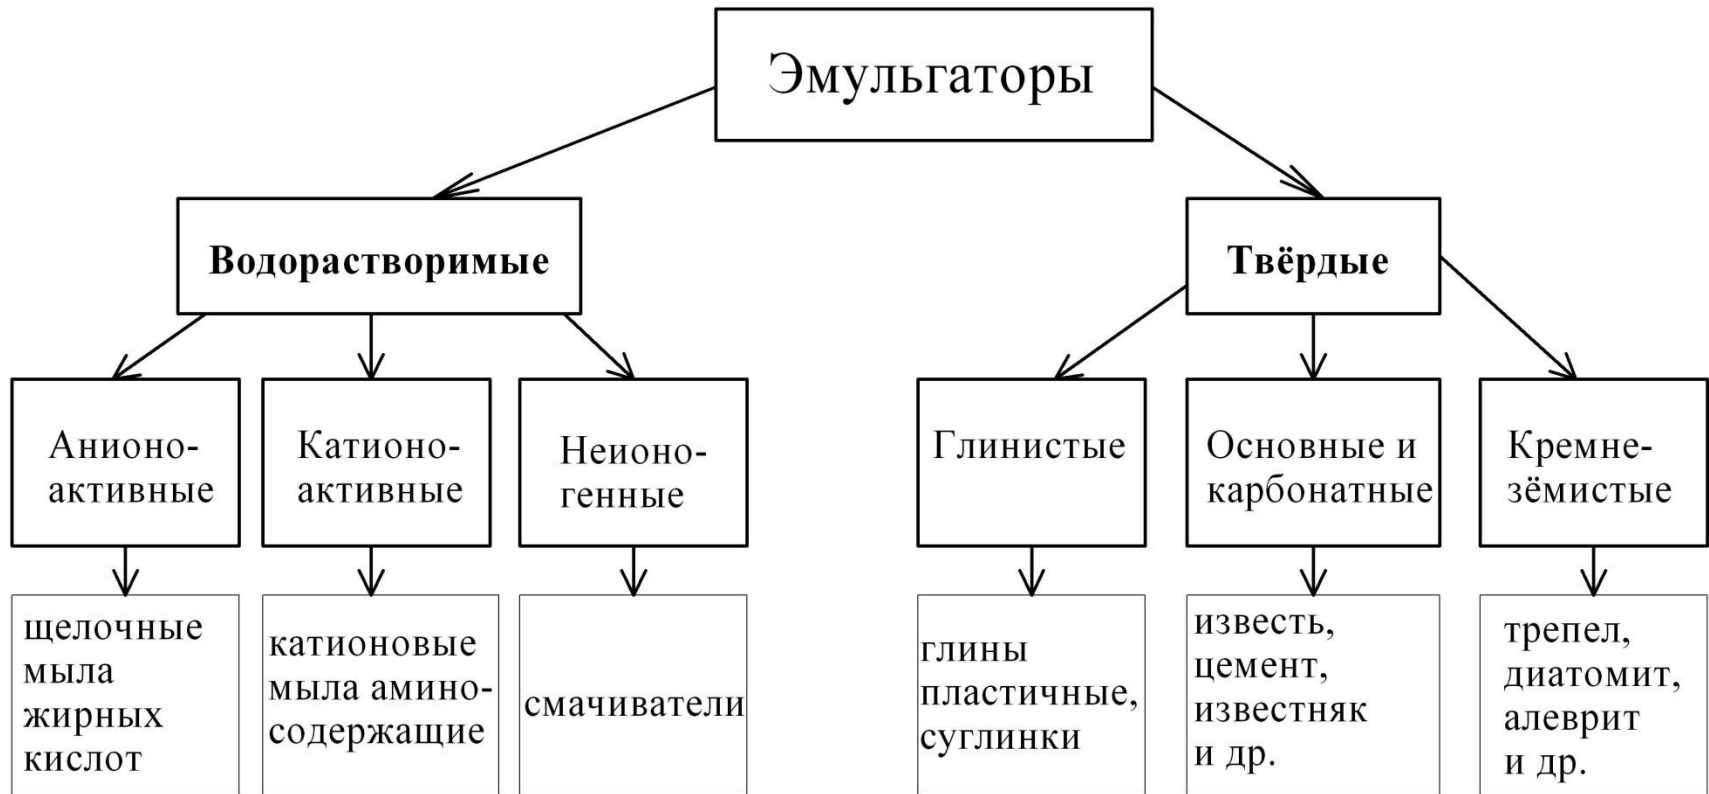 Эмульгаторы
Водорастворимые
Твёрдые
Анионо-
активные
Катионо-
активные
Неионо-
генные
Глинистые
Основные и
карбонатные
Кремне-
зёмистые
щелочные
мыла
жирных
кислот
катионовые
мыла амино-
содержащие
смачиватели
глины
пластичные,
суглинки
известь,
цемент,
известняк
и др.
трепел,
диатомит,
алеврит
и др.